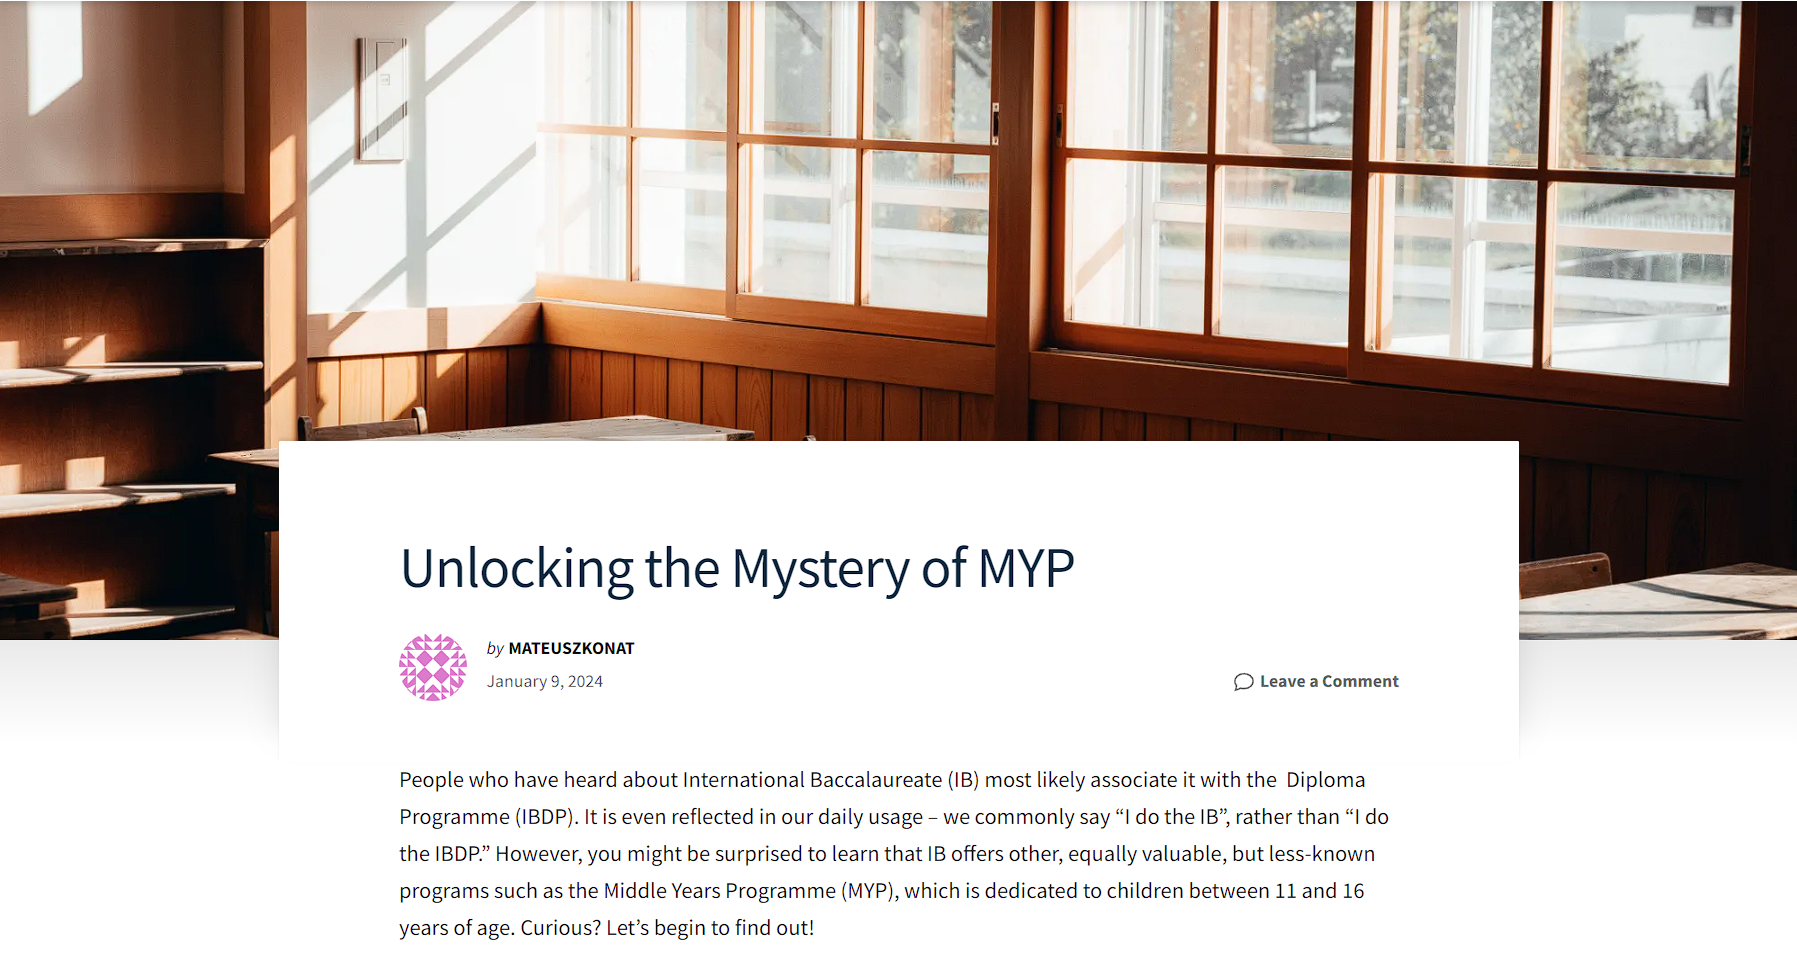 Unlocking the Mystery of MYP
by MATEUSZKONAT
January 9, 2024
Leave a Comment
People who have heard about International Baccalaureate (IB) most likely associate it with the  Diploma
Programme (IBDP). It is even reflected in our daily usage – we commonly say “I do the IB”, rather than “I do
the IBDP.” However, you might be surprised to learn that IB offers other, equally valuable, but less-known
programs such as the Middle Years Programme (MYP), which is dedicated to children between 11 and 16
years of age. Curious? Let’s begin to find out!